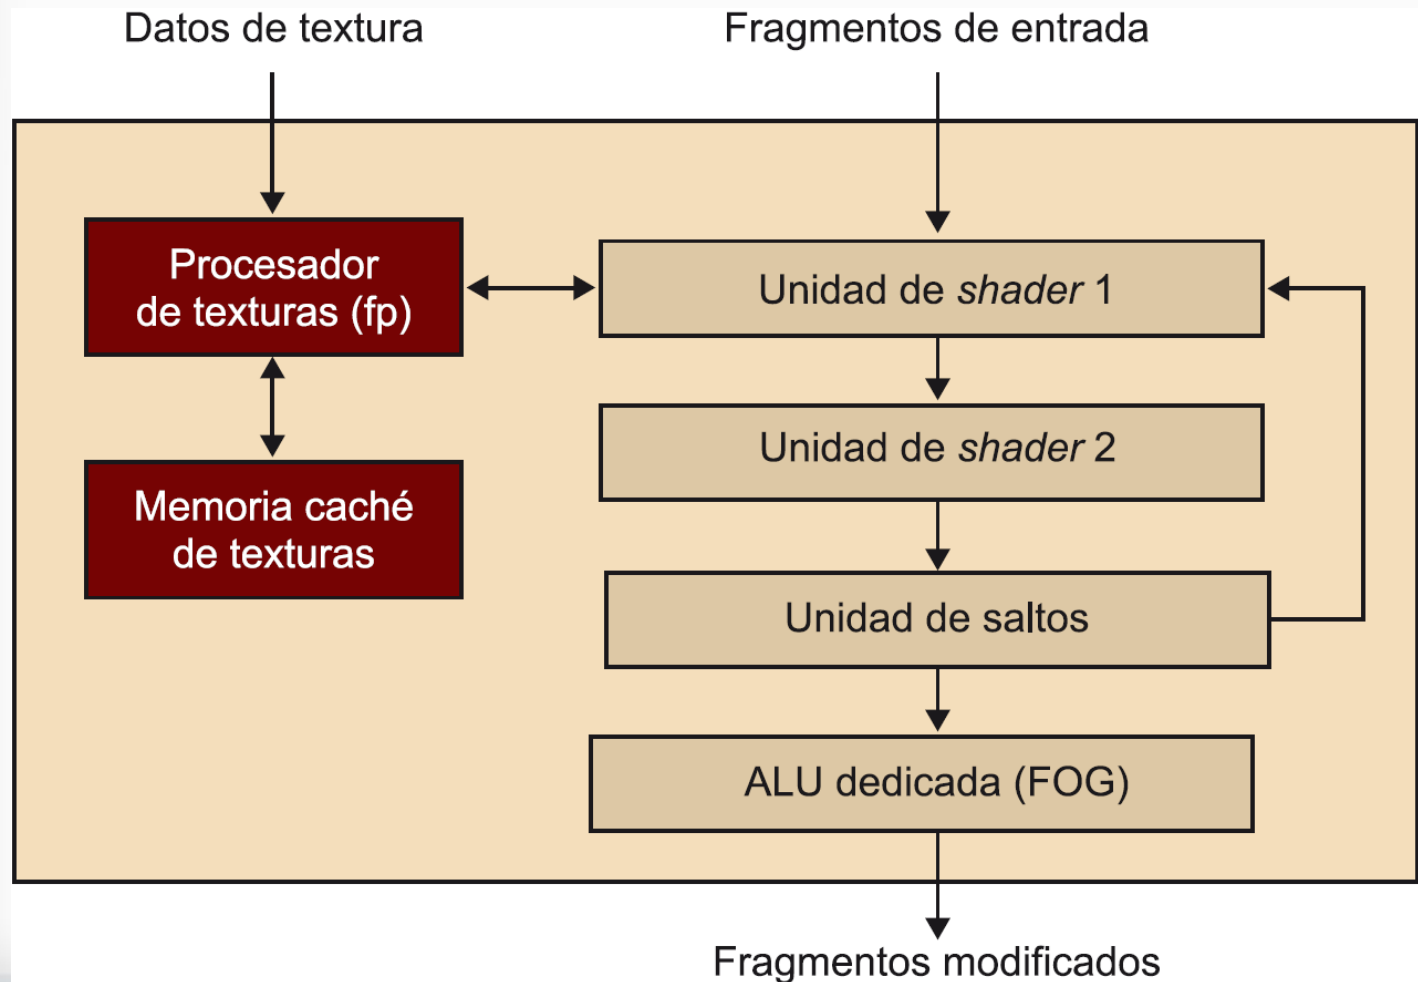 Datos de textura
Fragmentos de entrada
Procesador
de texturas (fp)
Unidad de shader 1
Unidad de shader 2
Memoria caché
de texturas
Unidad de saltos
ALU dedicada (FOG)
Fragmentos modificados